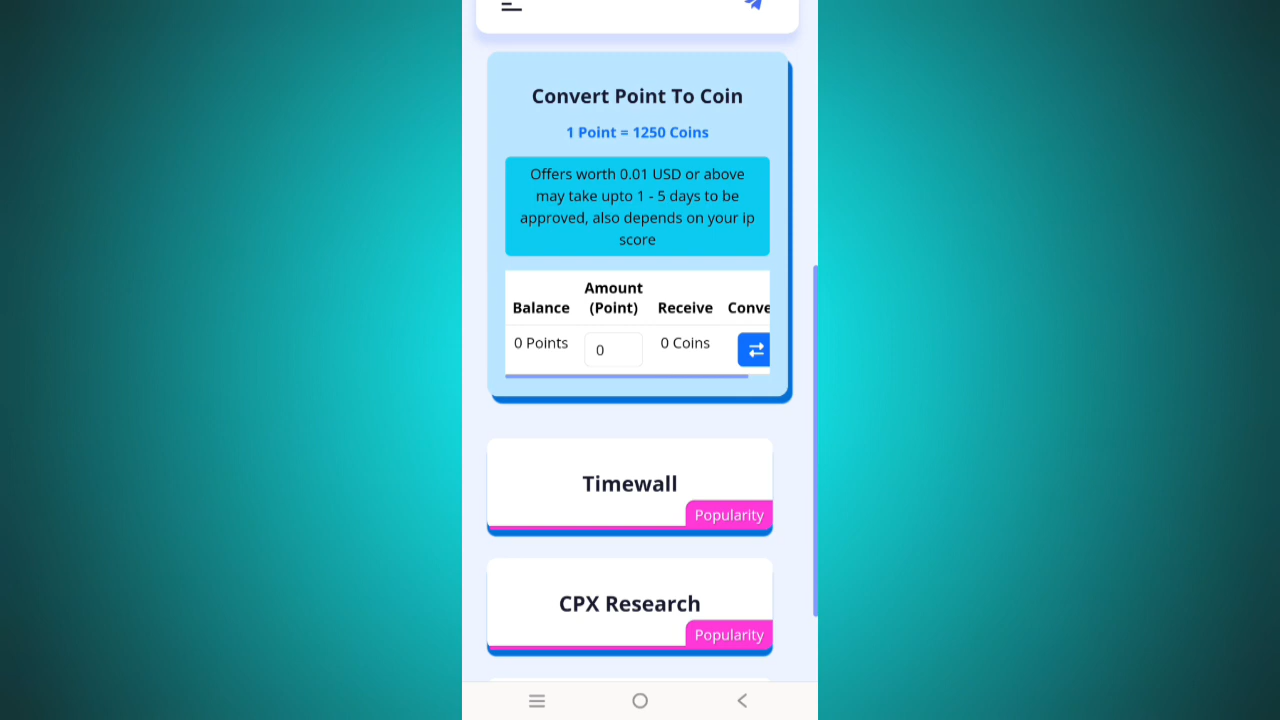 Convert Point To Coin
1 Point = 1250 Coins
Offers worth 0.01 USD or above
may take upto 1 - 5 days to be
approved, also depends on your ip
score
Balance Amount (Point) Receive Conve
0 Points 0 0 Coins
Timewall
Popularity
CPX Research
Popularity